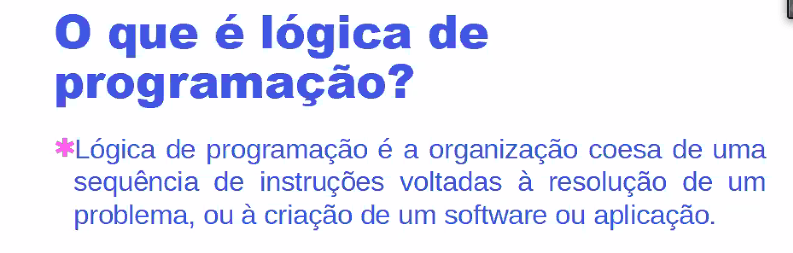 O que é lógica de
programação?
*Lógica de programação é a organização coesa de uma
sequência de instruções voltadas à resolução de um
problema, ou à criação de um software ou aplicação.